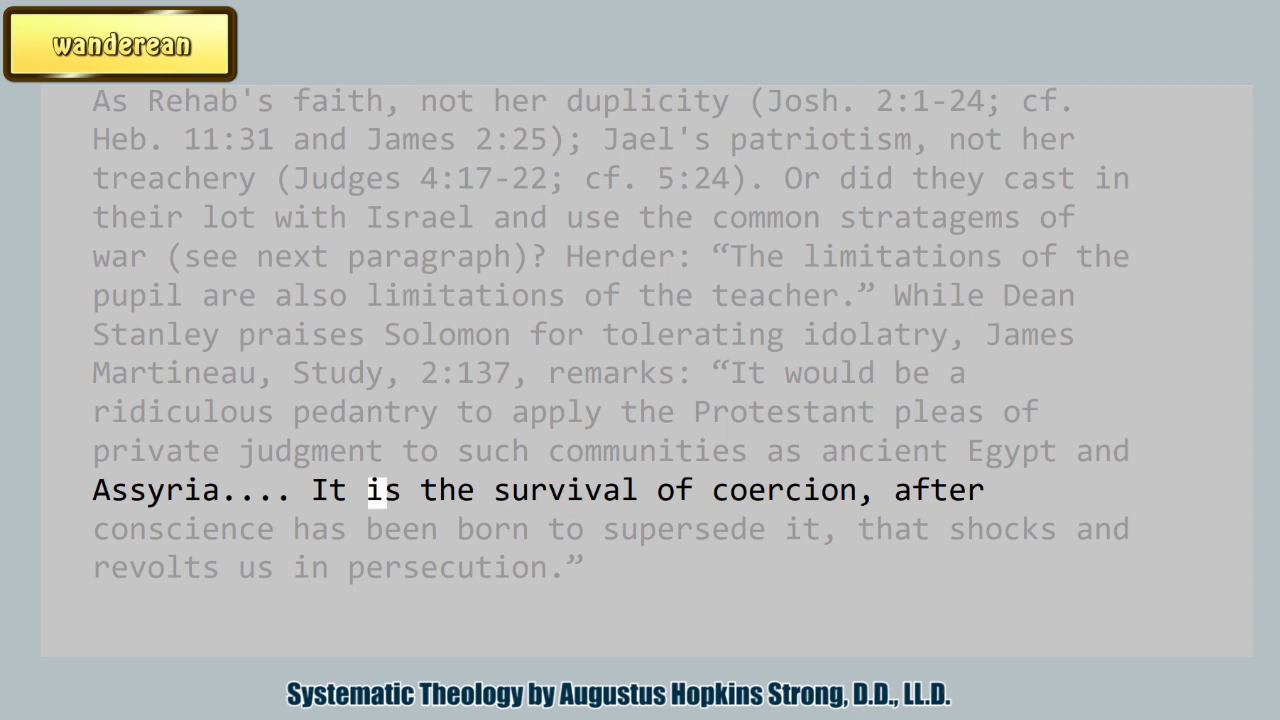 wanderean
As Rehab's faith, not her duplicity (Josh. 2:1-24; cf.
Heb. 11:31 and James 2:25); Jael's patriotism, not her
treachery (Judges 4:17-22; cf. 5:24). Or did they cast in
their lot with Israel and use the common stratagems of
war (see next paragraph)? Herder: “The limitations of the
pupil are also limitations of the teacher.” While Dean
Stanley praises Solomon for tolerating idolatry, James
Martineau, Study, 2:137, remarks: “It would be a
ridiculous pedantry to apply the Protestant pleas of
private judgment to such communities as ancient Egypt and
Assyria.... It is the survival of coercion, after
conscience has been born to supersede it, that shocks and
revolts us in persecution.”
Systematic Theology by Augustus Hopkins Strong, D.D., LL.D.